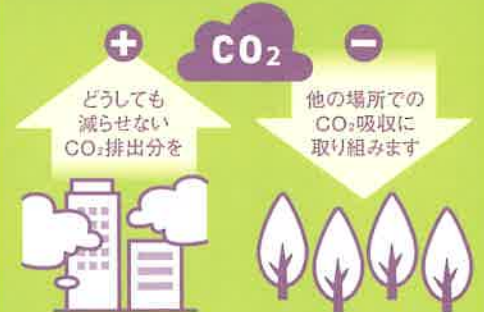 CO₂
どうしても
減らせない
CO₂排出分を
他の場所での
CO₂吸収に
取り組みます